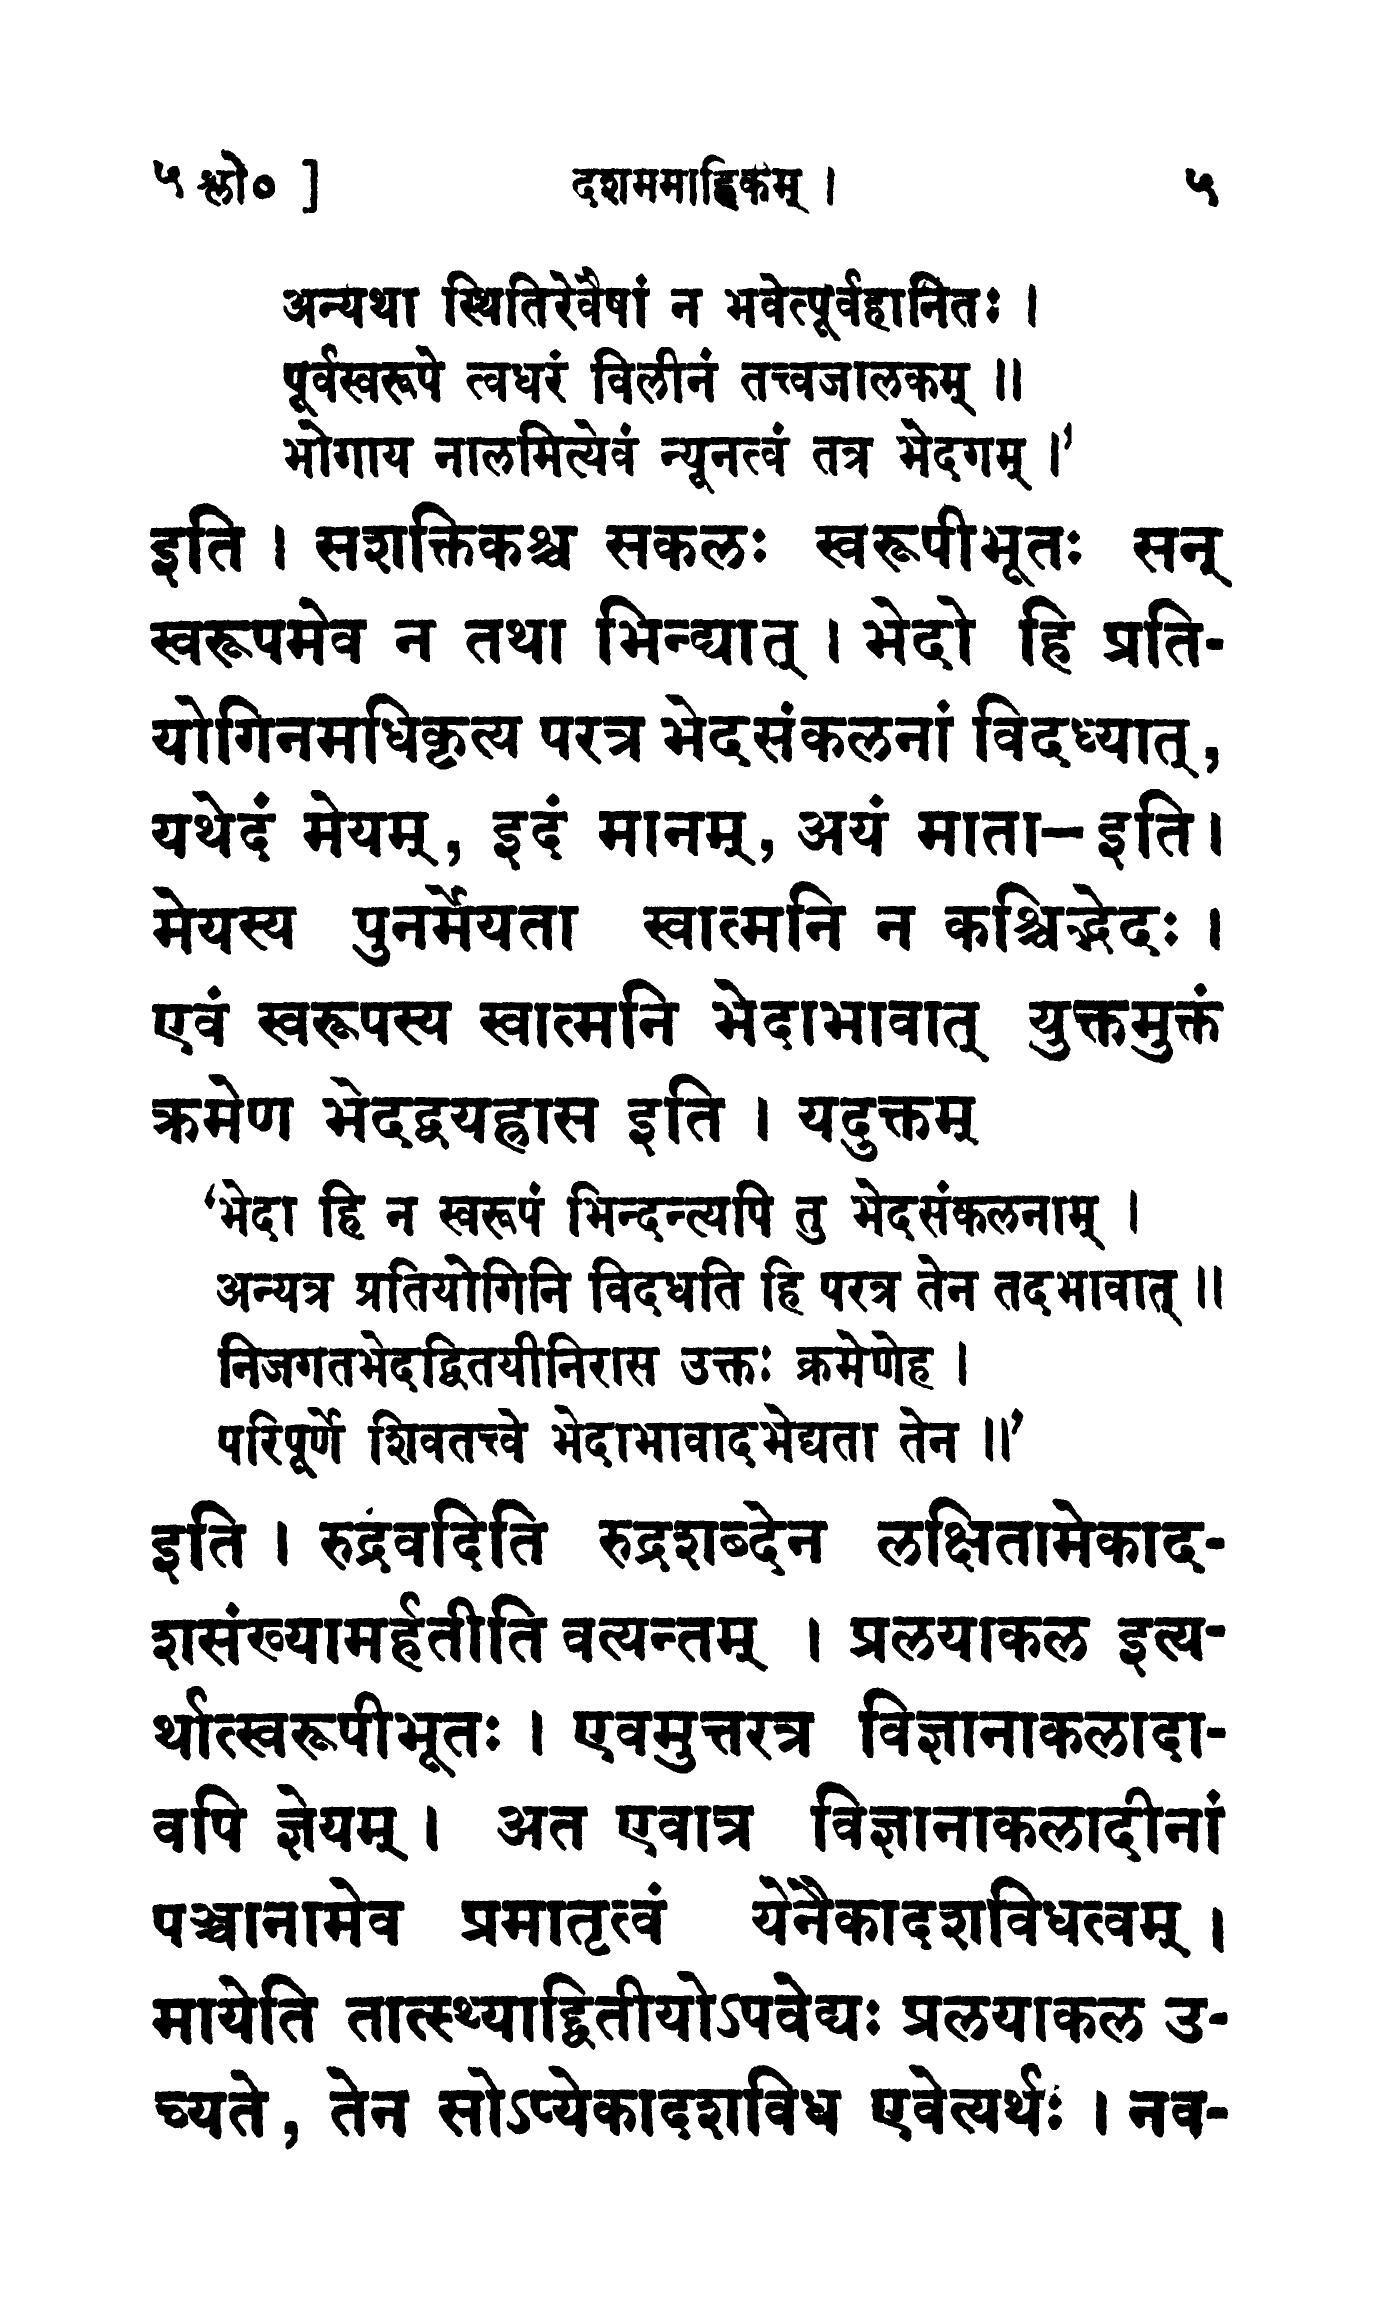 ५ श्लो० ] दशममाह्निकम् । ५
अन्यथा स्थितिरेवैषां न भवेत्पूर्वहानितः ।
पूर्वस्वरूपे त्वधरं विलीनं तत्त्वजालकम् ॥
भोगाय नालमित्येवं न्यूनत्वं तत्र भेदगम् ।’
इति । सशक्तिकश्च सकलः स्वरूपीभूतः सन्
स्वरूपमेव न तथा भिन्द्यात् । भेदो हि प्रति-
योगिनमधिकृत्य परत्र भेदसंकलनां विदध्यात्,
यथेदं मेयम्, इदं मानम्, अयं माता—इति ।
मेयस्य पुनर्मेयता स्वात्मनि न कश्चिद्भेदः ।
एवं स्वरूपस्य स्वात्मनि भेदाभावात् युक्तमुक्तं
क्रमेण भेदद्वयह्रास इति । यदुक्तम्
‘भेदा हि न स्वरूपं भिन्दन्त्यपि तु भेदसंकलनाम् ।
अन्यत्र प्रतियोगिनि विदधति हि परत्र तेन तदभावात् ॥
निजगतभेदद्वितयीनिरास उक्तः क्रमेणेह ।
परिपूर्णे शिवतत्त्वे भेदाभावादभेद्यता तेन ॥’
इति । रुद्रवदिति रुद्रशब्देन लक्षितामेकाद-
शसंख्यामर्हतीति वत्यन्तम् । प्रलयाकल इत्य-
र्थात्स्वरूपीभूतः । एवमुत्तरत्र विज्ञानाकलादा-
वपि ज्ञेयम् । अत एवात्र विज्ञानाकलादीनां
पञ्चानामेव प्रमातृत्वं येनैकादशविधत्वम् ।
मायेति तात्स्थ्याद्द्वितीयोऽपवेद्यः प्रलयाकल उ-
च्यते, तेन सोऽप्येकादशविध एवेत्यर्थः । नव-